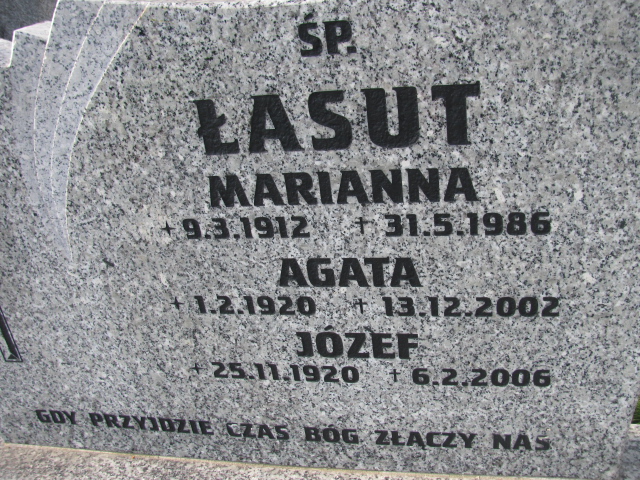 ŚP.
ŁASUT
MARIANNA
+ 9.3.1912 + 31.5.1986
AGATA
+ 1.2.1920 + 13.12.2002
JÓZEF
+ 25.11.1920 + 6.2.2006
GDY PRZYJDZIE CZAS BÓG ZŁĄCZY NAS